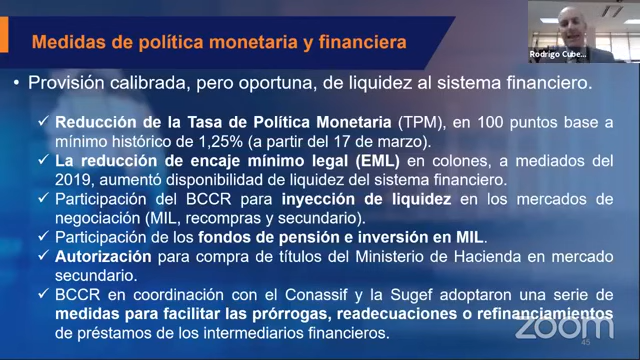 Medidas de política monetaria y financiera
Rodrigo Cube...
• Provisión calibrada, pero oportuna, de liquidez al sistema financiero.
✓ Reducción de la Tasa de Política Monetaria (TPM), en 100 puntos base a
mínimo histórico de 1,25% (a partir del 17 de marzo).
✓ La reducción de encaje mínimo legal (EML) en colones, a mediados del
2019, aumentó disponibilidad de liquidez del sistema financiero.
✓ Participación del BCCR para inyección de liquidez en los mercados de
negociación (MIL, recompras y secundario).
✓ Participación de los fondos de pensión e inversión en MIL.
✓ Autorización para compra de títulos del Ministerio de Hacienda en mercado
secundario.
✓ BCCR en coordinación con el Conassif y la Sugef adoptaron una serie de
medidas para facilitar las prórrogas, readecuaciones o refinanciamientos
de préstamos de los intermediarios financieros.
zoom
45